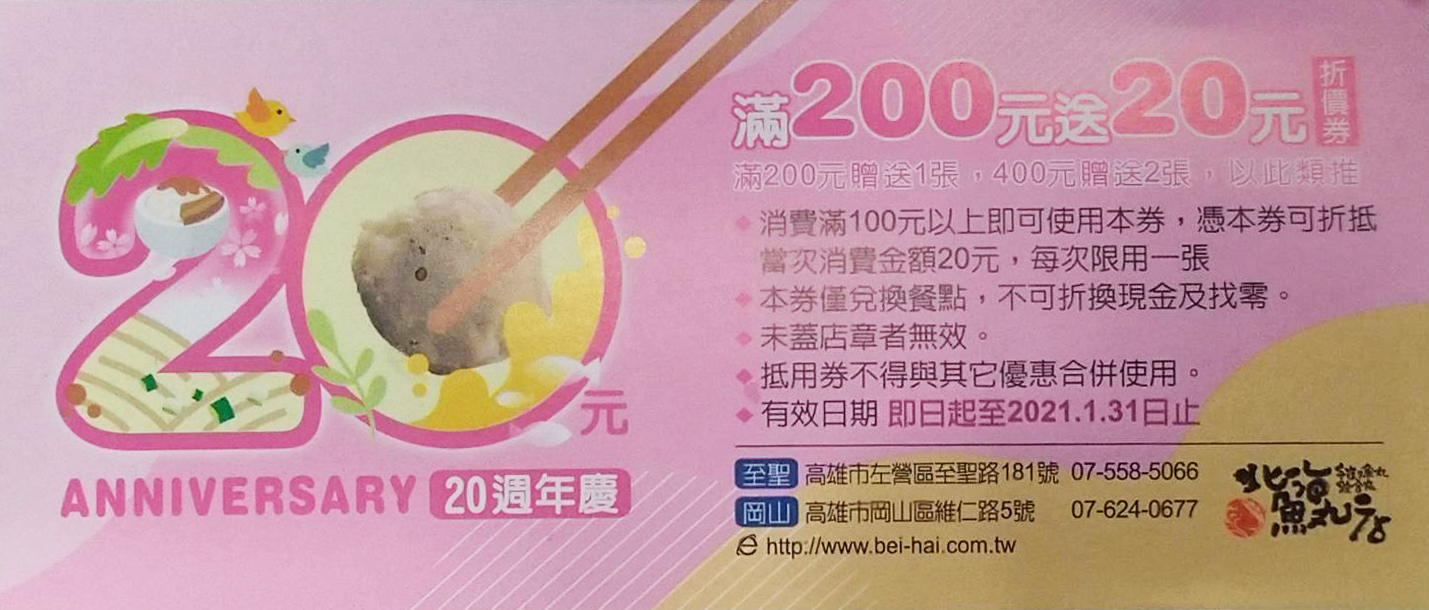 20元
ANNIVERSARY 20週年慶
滿200元送20元 折價券
滿200元贈送1張，400元贈送2張，以此類推
◆ 消費滿100元以上即可使用本券，憑本券可折抵
當次消費金額20元，每次限用一張
◆ 本券僅兌換餐點，不可折換現金及找零。
◆ 未蓋店章者無效。
◆ 抵用券不得與其它優惠合併使用。
◆ 有效日期 即日起至2021.1.31日止
至聖 高雄市左營區至聖路181號 07-558-5066
岡山 高雄市岡山區維仁路5號 07-624-0677
http://www.bei-hai.com.tw
北海魚丸店